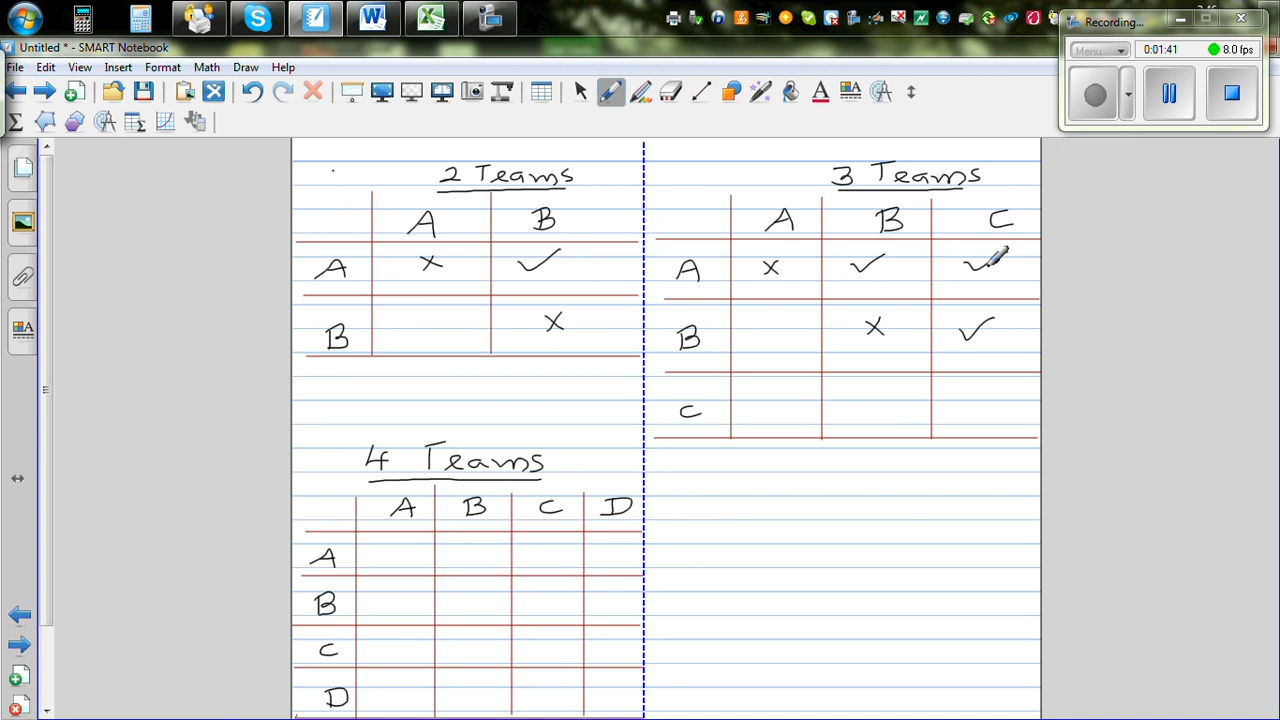 Recording...
Untitled * - SMART Notebook
Menu 0:01:41 8.0 fps
File Edit View Insert Format Math Draw Help
2 Teams
A B
A x ✓
B x
3 Teams
A B C
A x ✓ ✓
B x ✓
C
4 Teams
A B C D
A
B
C
D